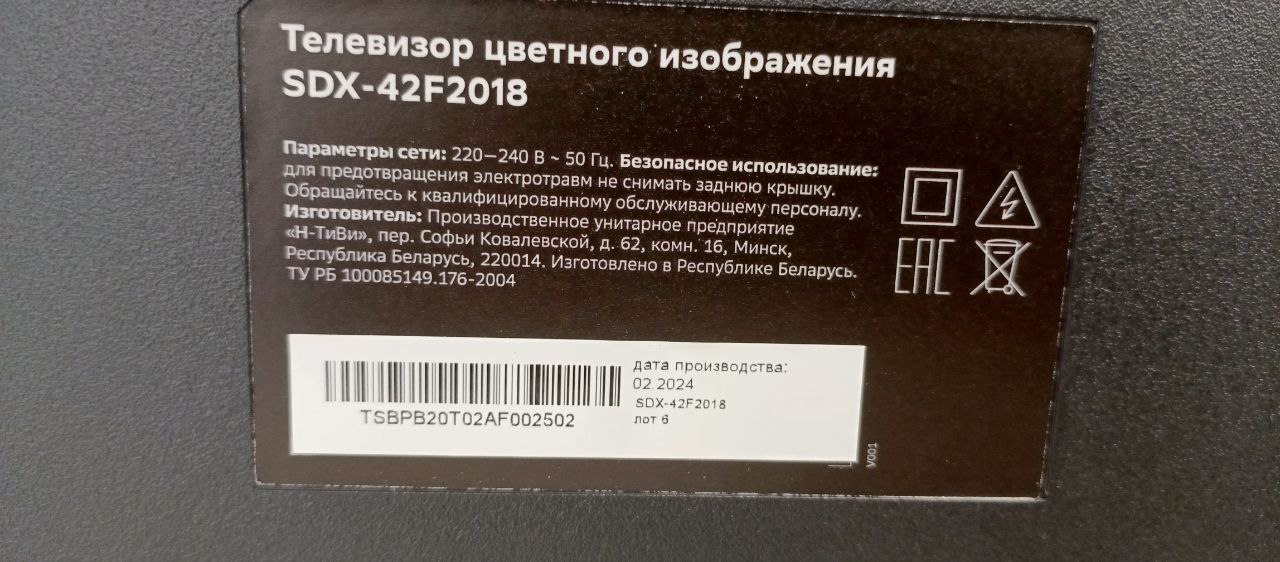 Телевизор цветного изображения
SDX-42F2018
Параметры сети: 220–240 В ~ 50 Гц. Безопасное использование:
для предотвращения электротравм не снимать заднюю крышку.
Обращайтесь к квалифицированному обслуживающему персоналу.
Изготовитель: Производственное унитарное предприятие
«Н-ТиВи», пер. Софьи Ковалевской, д. 62, комн. 16, Минск,
Республика Беларусь, 220014. Изготовлено в Республике Беларусь.
ТУ РБ 100085149.176-2004
EAC
TSBPB20T02AF002502
дата производства:
02.2024
SDX-42F2018
лот 6
V001